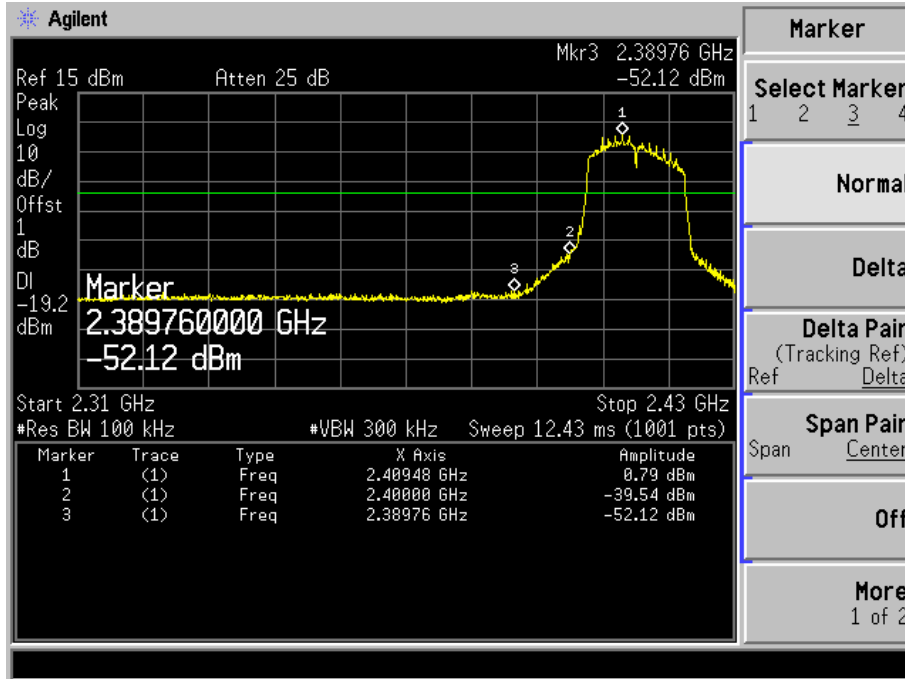 Agilent
Marker
Mkr3 2.38976 GHz
Ref 15 dBm Atten 25 dB -52.12 dBm
Peak
Log
10
dB/
Offst
1
dB
DI
-19.2
dBm
1
2
3
Marker
2.389760000 GHz
-52.12 dBm
Start 2.31 GHz Stop 2.43 GHz
#Res BW 100 kHz #VBW 300 kHz Sweep 12.43 ms (1001 pts)
Marker Trace Type X Axis Amplitude
1 (1) Freq 2.40948 GHz 0.79 dBm
2 (1) Freq 2.40000 GHz -39.54 dBm
3 (1) Freq 2.38976 GHz -52.12 dBm
Select Marker
1 2 3 4
Normal
Delta
Delta Pair
(Tracking Ref)
Ref Delta
Span Pair
Span Center
Off
More
1 of 2